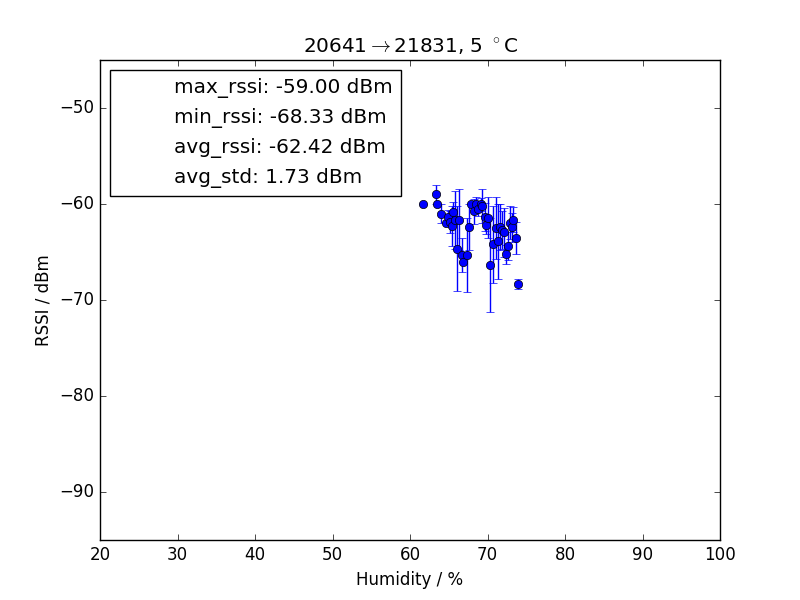 20641→21831, 5 °C
max_rssi: -59.00 dBm
min_rssi: -68.33 dBm
avg_rssi: -62.42 dBm
avg_std: 1.73 dBm
RSSI / dBm
−50
−60
−70
−80
−90
20 30 40 50 60 70 80 90 100
Humidity / %